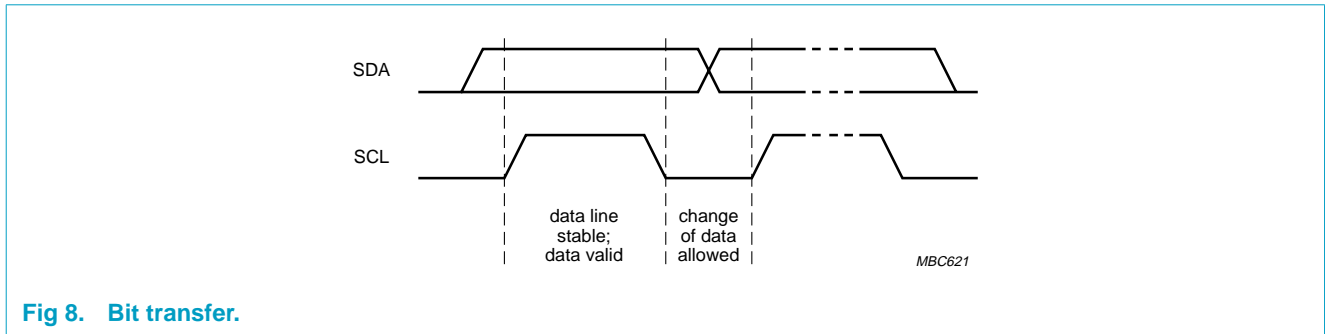 SDA
SCL
data line
stable;
data valid
change
of data
allowed
MBC621
Fig 8. Bit transfer.